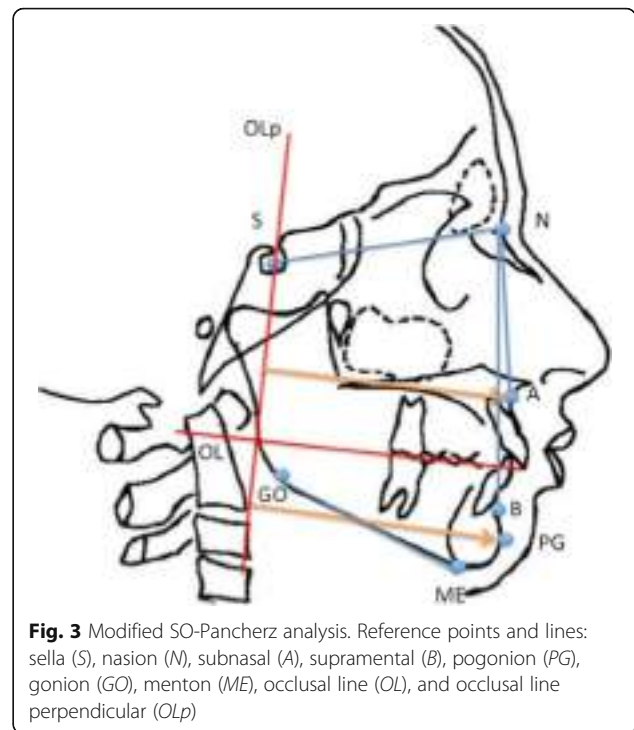 OLp
S
N
A
OL
GO
B
PG
ME
Fig. 3 Modified SO-Pancherz analysis. Reference points and lines:
sella (S), nasion (N), subnasal (A), supramental (B), pogonion (PG),
gonion (GO), menton (ME), occlusal line (OL), and occlusal line
perpendicular (OLp)